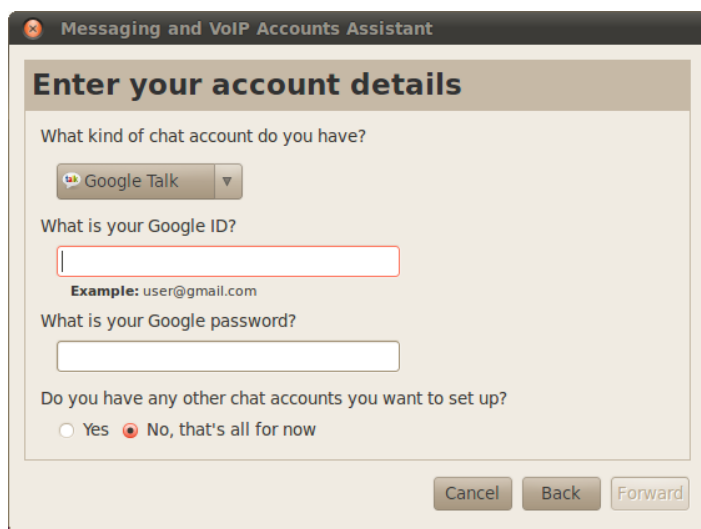 Messaging and VoIP Accounts Assistant
Enter your account details
What kind of chat account do you have?
talk Google Talk
What is your Google ID?
Example: user@gmail.com
What is your Google password?
Do you have any other chat accounts you want to set up?
Yes No, that's all for now
Cancel Back Forward